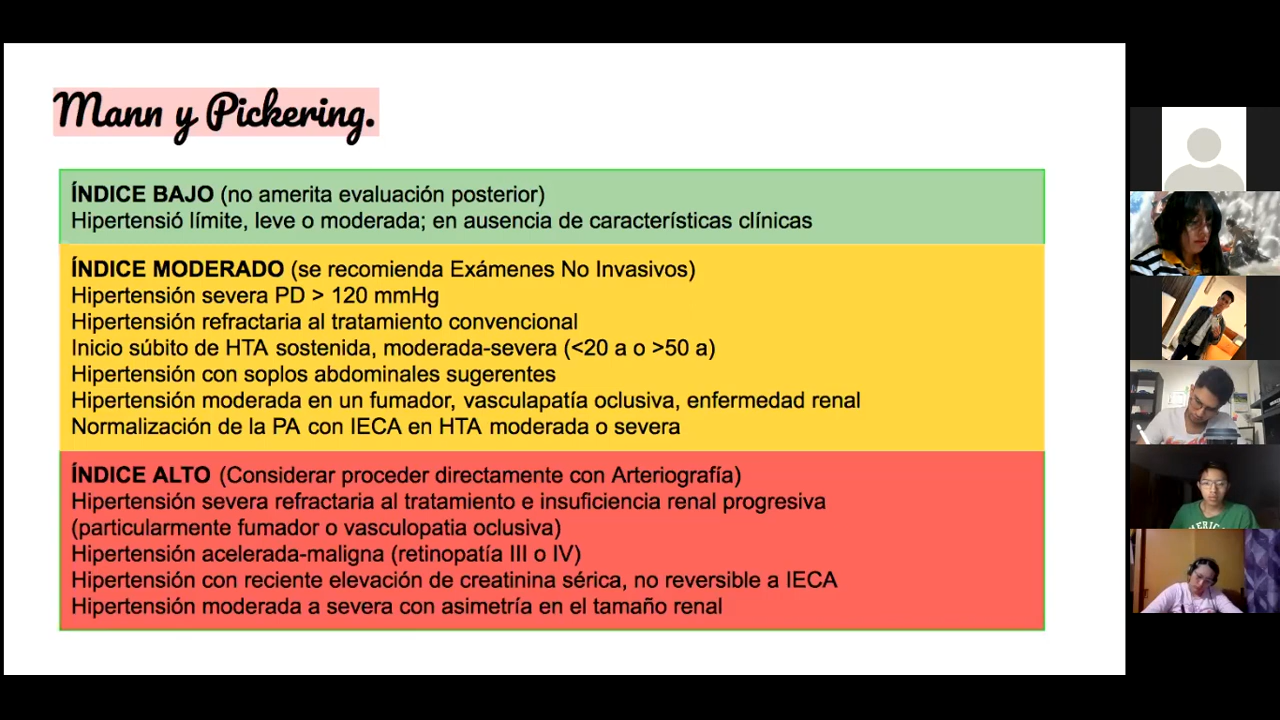 Mann y Pickering.
ÍNDICE BAJO (no amerita evaluación posterior)
Hipertensió límite, leve o moderada; en ausencia de características clínicas
ÍNDICE MODERADO (se recomienda Exámenes No Invasivos)
Hipertensión severa PD > 120 mmHg
Hipertensión refractaria al tratamiento convencional
Inicio súbito de HTA sostenida, moderada-severa (<20 a o >50 a)
Hipertensión con soplos abdominales sugerentes
Hipertensión moderada en un fumador, vasculapatía oclusiva, enfermedad renal
Normalización de la PA con IECA en HTA moderada o severa
ÍNDICE ALTO (Considerar proceder directamente con Arteriografía)
Hipertensión severa refractaria al tratamiento e insuficiencia renal progresiva
(particularmente fumador o vasculopatia oclusiva)
Hipertensión acelerada-maligna (retinopatía III o IV)
Hipertensión con reciente elevación de creatinina sérica, no reversible a IECA
Hipertensión moderada a severa con asimetría en el tamaño renal